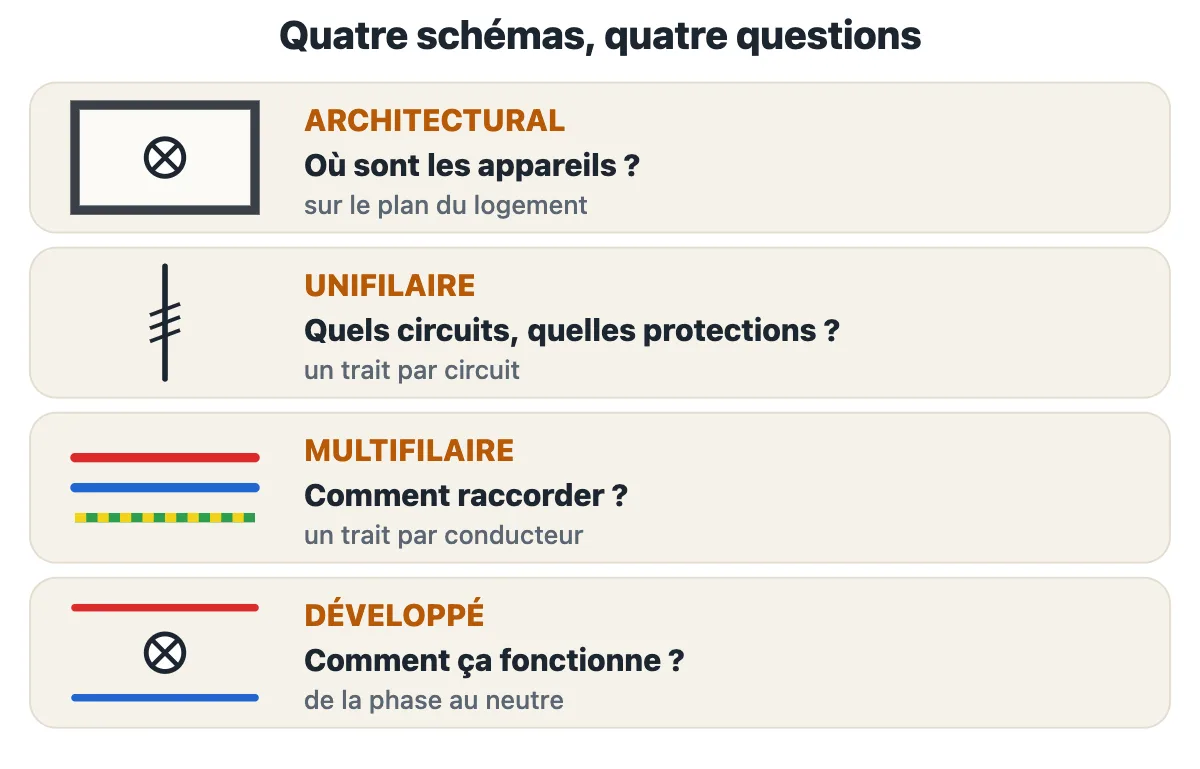 Quatre schémas, quatre questions
ARCHITECTURAL
Où sont les appareils ?
sur le plan du logement
UNIFILAIRE
Quels circuits, quelles protections ?
un trait par circuit
MULTIFILAIRE
Comment raccorder ?
un trait par conducteur
DÉVELOPPÉ
Comment ça fonctionne ?
de la phase au neutre